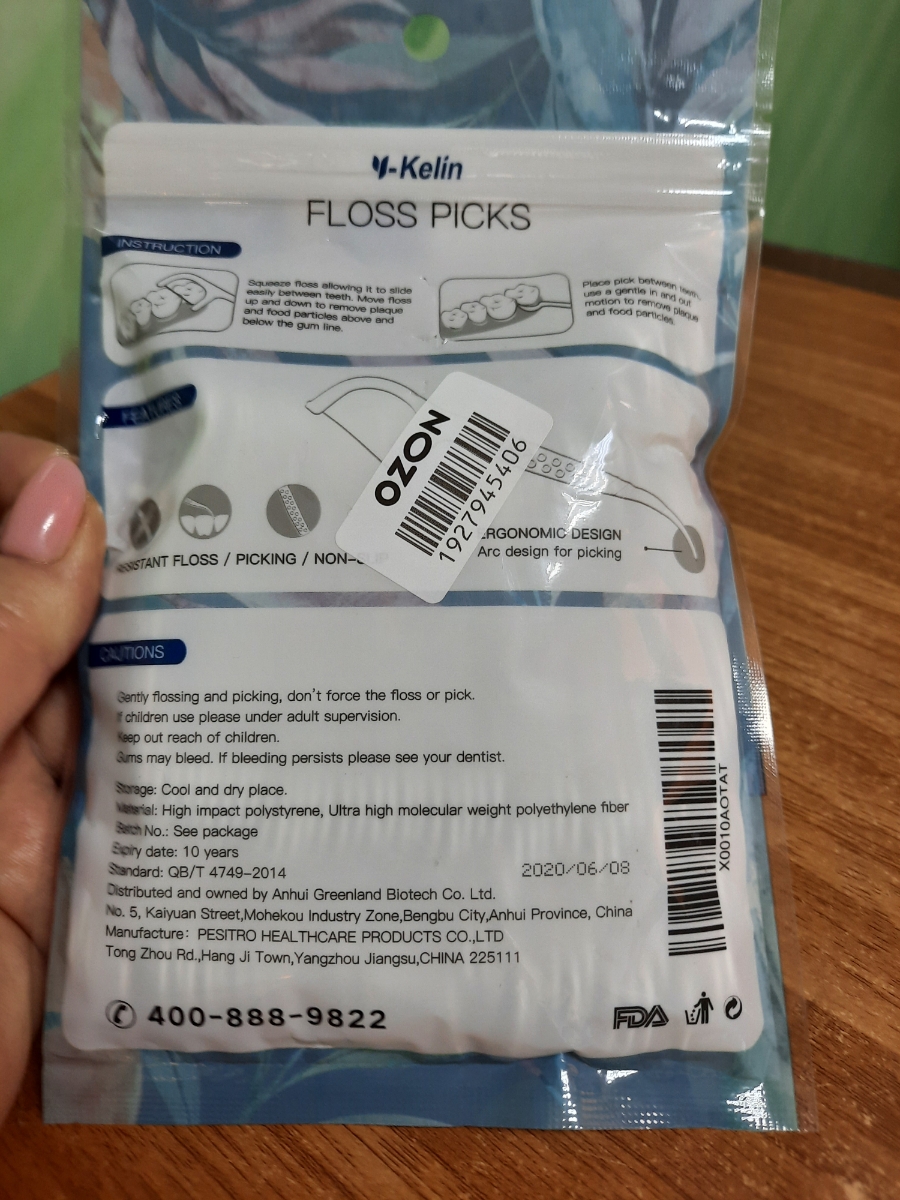 Y-Kelin
FLOSS PICKS
INSTRUCTION
Squeeze floss allowing it to slide
easily between teeth. Move floss
up and down to remove plaque
and food particles above and
below the gum line.
Place pick between teeth,
use a gentle in and out
motion to remove plaque
and food particles.
OZON
1927945406
FLOSS / PICKING /
ERGONOMIC DESIGN
Arc design for picking
CAUTIONS
Gently flossing and picking, don't force the floss or pick.
If children use please under adult supervision.
Keep out reach of children.
Gums may bleed. If bleeding persists please see your dentist.
Storage: Cool and dry place.
Material: High impact polystyrene, Ultra high molecular weight polyethylene fiber
Batch No.: See package
Expiry date: 10 years
Standard: QB/T 4749-2014
2020/06/08
Distributed and owned by Anhui Greenland Biotech Co. Ltd.
No. 5, Kaiyuan Street,Mohekou Industry Zone,Bengbu City,Anhui Province, China
Manufacture: PESITRO HEALTHCARE PRODUCTS CO.,LTD
Tong Zhou Rd.,Hang Ji Town,Yangzhou Jiangsu,CHINA 225111
X0010AOTAT
400-888-9822
FDA